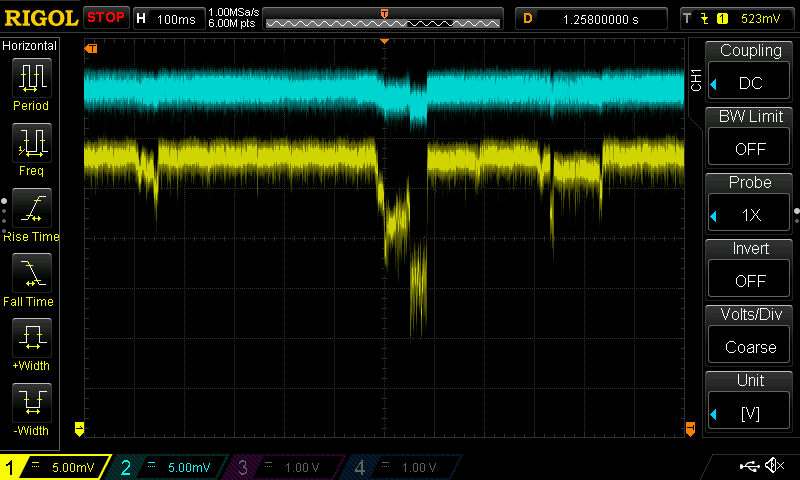 RIGOL STOP H 100ms 1.00MSa/s 6.00M pts T D 1.25800000 s T 1 523mV
Horizontal
Period
Freq
Rise Time
Fall Time
+Width
-Width
T
T
CH1
Coupling
DC
BW Limit
OFF
Probe
1X
Invert
OFF
Volts/Div
Coarse
Unit
[V]
1 5.00mV 2 5.00mV 3 1.00 V 4 1.00 V